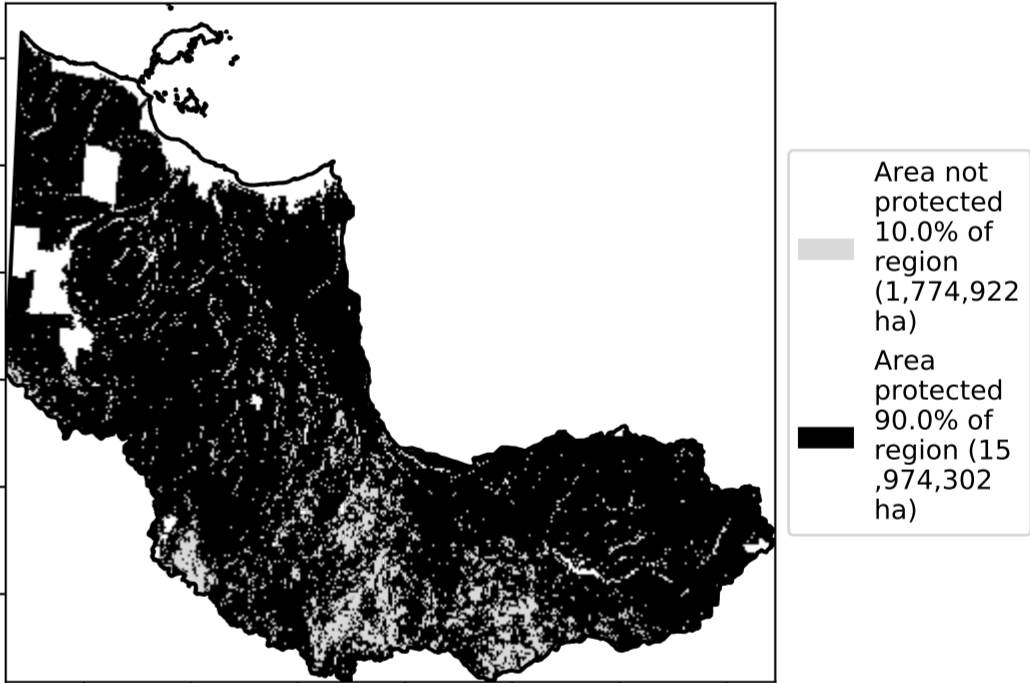 Area not
protected
10.0% of
region
(1,774,922
ha)
Area
protected
90.0% of
region (15
,974,302
ha)